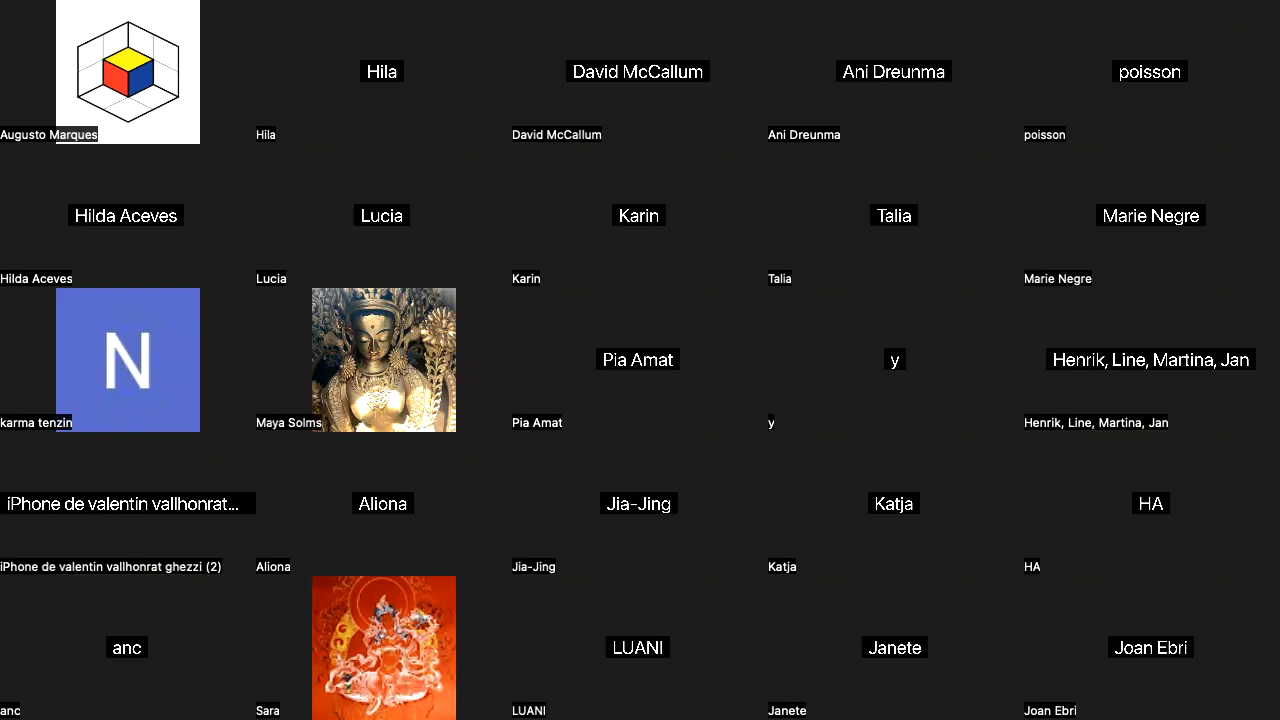 Hila
David McCallum
Ani Dreunma
poisson
Augusto Marques
Hila
David McCallum
Ani Dreunma
poisson
Hilda Aceves
Lucia
Karin
Talia
Marie Negre
Hilda Aceves
Lucia
Karin
Talia
Marie Negre
N
Pia Amat
y
Henrik, Line, Martina, Jan
karma tenzin
Maya Solms
Pia Amat
y
Henrik, Line, Martina, Jan
iPhone de valentín vallhonrat...
Aliona
Jia-Jing
Katja
HA
iPhone de valentín vallhonrat ghezzi (2)
Aliona
Jia-Jing
Katja
HA
anc
LUANI
Janete
Joan Ebri
anc
Sara
LUANI
Janete
Joan Ebri